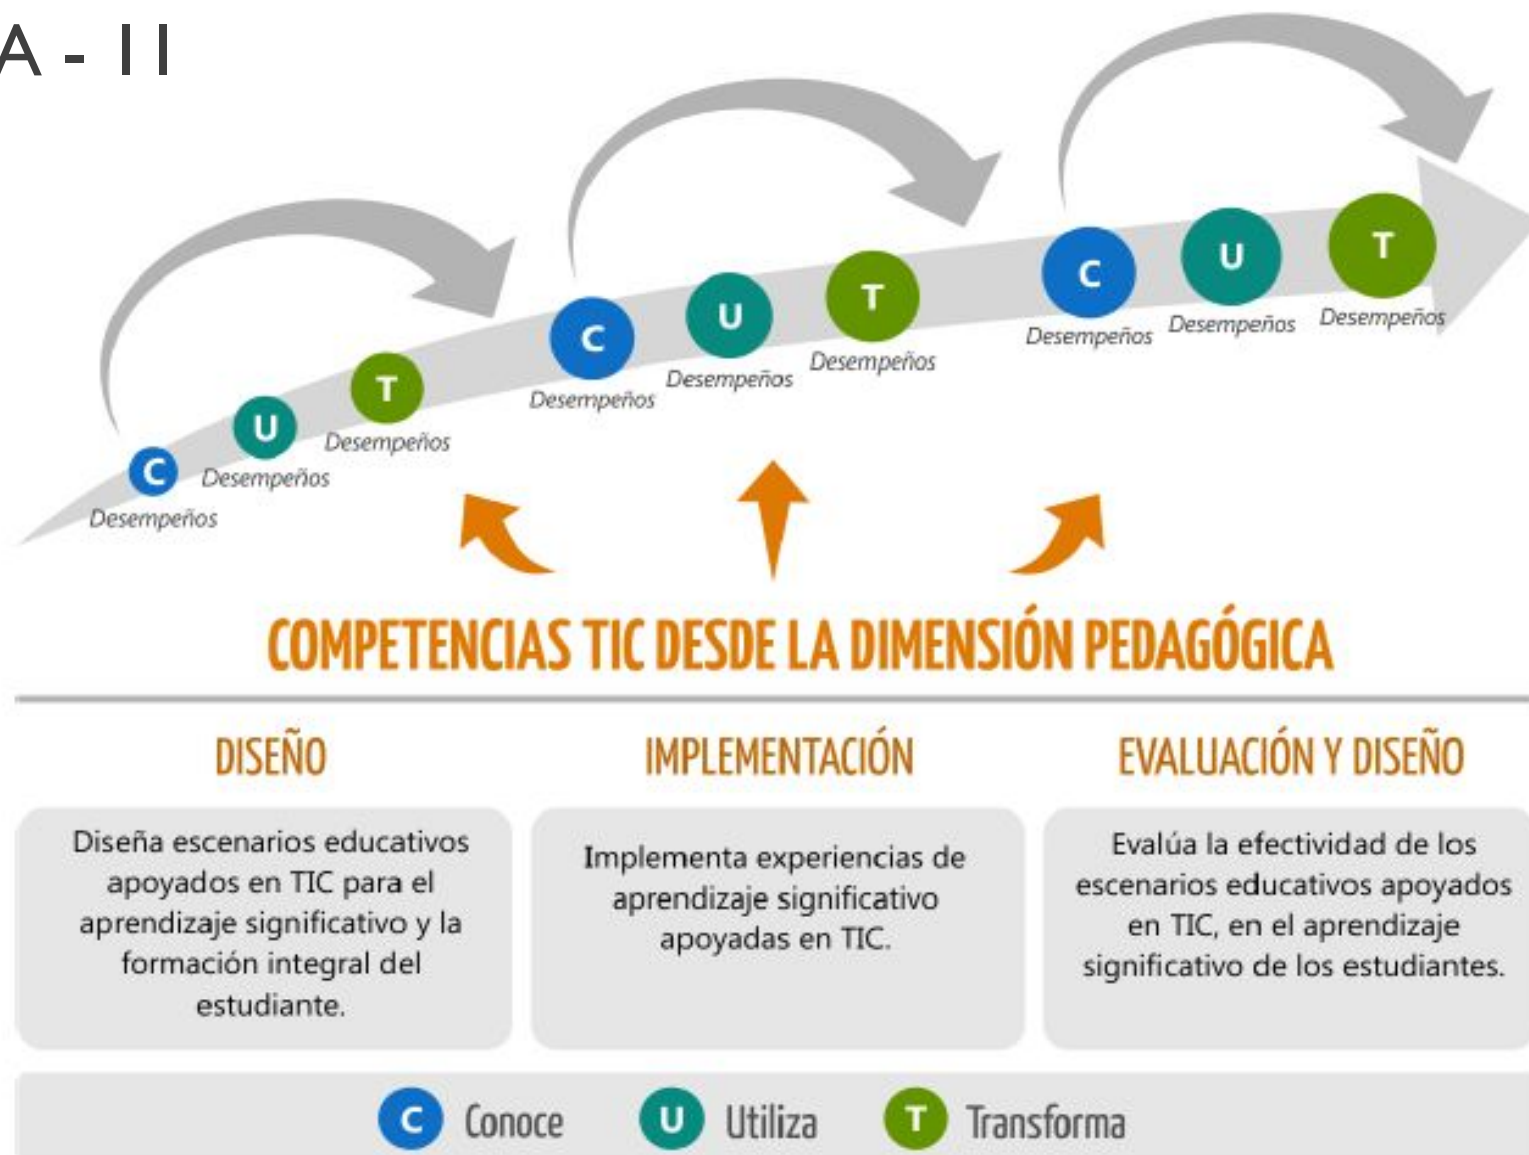 A - 11
C
U
T
C
U
T
C
U
T
Desempeños
Desempeños
Desempeños
Desempeños
Desempeños
Desempeños
Desempeños
Desempeños
Desempeños
COMPETENCIAS TIC DESDE LA DIMENSIÓN PEDAGÓGICA
DISEÑO
Diseña escenarios educativos
apoyados en TIC para el
aprendizaje significativo y la
formación integral del
estudiante.
IMPLEMENTACIÓN
Implementa experiencias de
aprendizaje significativo
apoyadas en TIC.
EVALUACIÓN Y DISEÑO
Evalúa la efectividad de los
escenarios educativos apoyados
en TIC, en el aprendizaje
significativo de los estudiantes.
C Conoce U Utiliza T Transforma